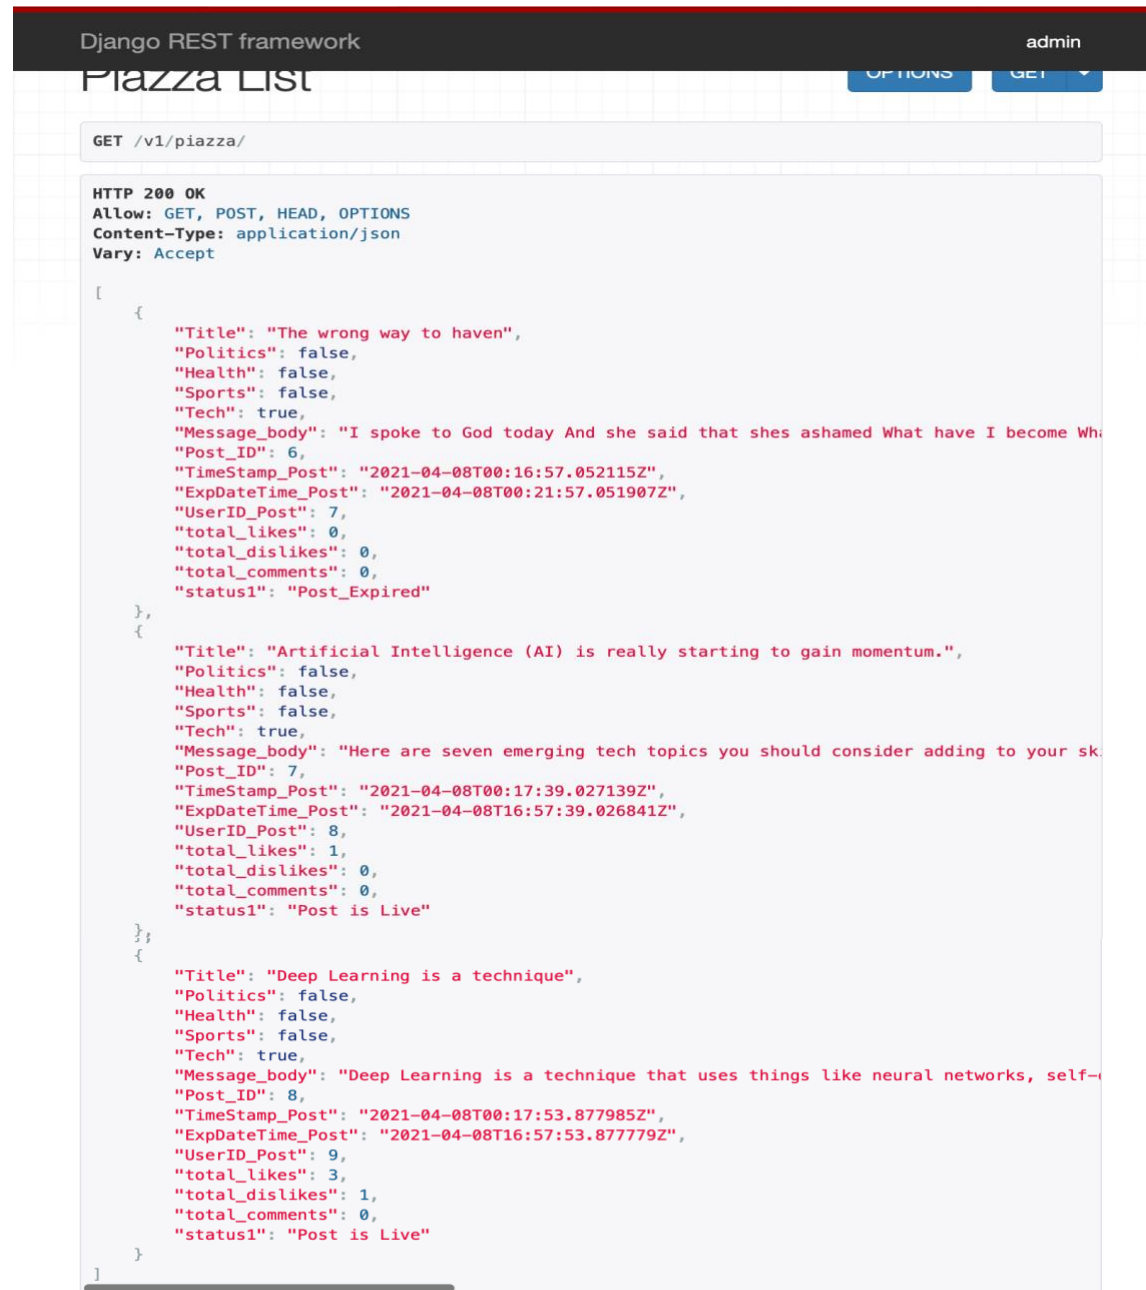 Django REST framework
admin
Piazza List
OPTIONS
GET
GET /v1/piazza/
HTTP 200 OK
Allow: GET, POST, HEAD, OPTIONS
Content-Type: application/json
Vary: Accept
[
{
"Title": "The wrong way to haven",
"Politics": false,
"Health": false,
"Sports": false,
"Tech": true,
"Message_body": "I spoke to God today And she said that shes ashamed What have I become
"Post_ID": 6,
"TimeStamp_Post": "2021-04-08T00:16:57.052115Z",
"ExpDateTime_Post": "2021-04-08T00:21:57.051907Z",
"UserID_Post": 7,
"total_likes": 0,
"total_dislikes": 0,
"total_comments": 0,
"status1": "Post_Expired"
},
{
"Title": "Artificial Intelligence (AI) is really starting to gain momentum.",
"Politics": false,
"Health": false,
"Sports": false,
"Tech": true,
"Message_body": "Here are seven emerging tech topics you should consider adding to your
"Post_ID": 7,
"TimeStamp_Post": "2021-04-08T00:17:39.027139Z",
"ExpDateTime_Post": "2021-04-08T16:57:39.026841Z",
"UserID_Post": 8,
"total_likes": 1,
"total_dislikes": 0,
"total_comments": 0,
"status1": "Post is Live"
},
{
"Title": "Deep Learning is a technique",
"Politics": false,
"Health": false,
"Sports": false,
"Tech": true,
"Message_body": "Deep Learning is a technique that uses things like neural networks, self-
"Post_ID": 8,
"TimeStamp_Post": "2021-04-08T00:17:53.877985Z",
"ExpDateTime_Post": "2021-04-08T16:57:53.877779Z",
"UserID_Post": 9,
"total_likes": 3,
"total_dislikes": 1,
"total_comments": 0,
"status1": "Post is Live"
}
]